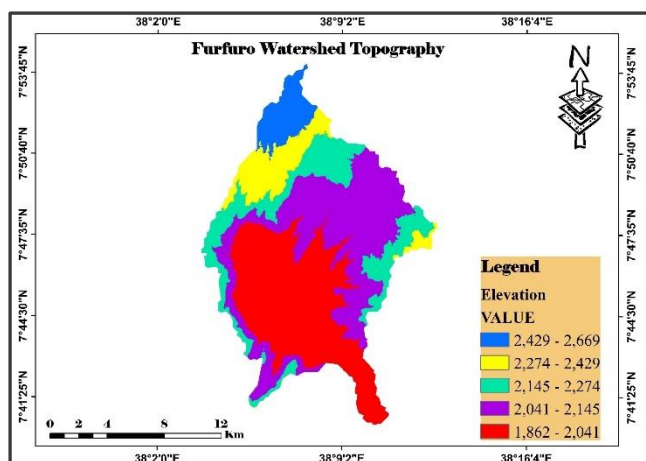 38°2'0"E 38°9'2"E 38°16'4"E
Furfuro Watershed Topography
N
7°53'45"N 7°53'45"N
7°50'40"N 7°50'40"N
7°47'35"N 7°47'35"N
7°44'30"N 7°44'30"N
7°41'25"N 7°41'25"N
Legend
Elevation
VALUE
2,429 - 2,669
2,274 - 2,429
2,145 - 2,274
2,041 - 2,145
1,862 - 2,041
0 2 4 8 12
Km
38°2'0"E 38°9'2"E 38°16'4"E